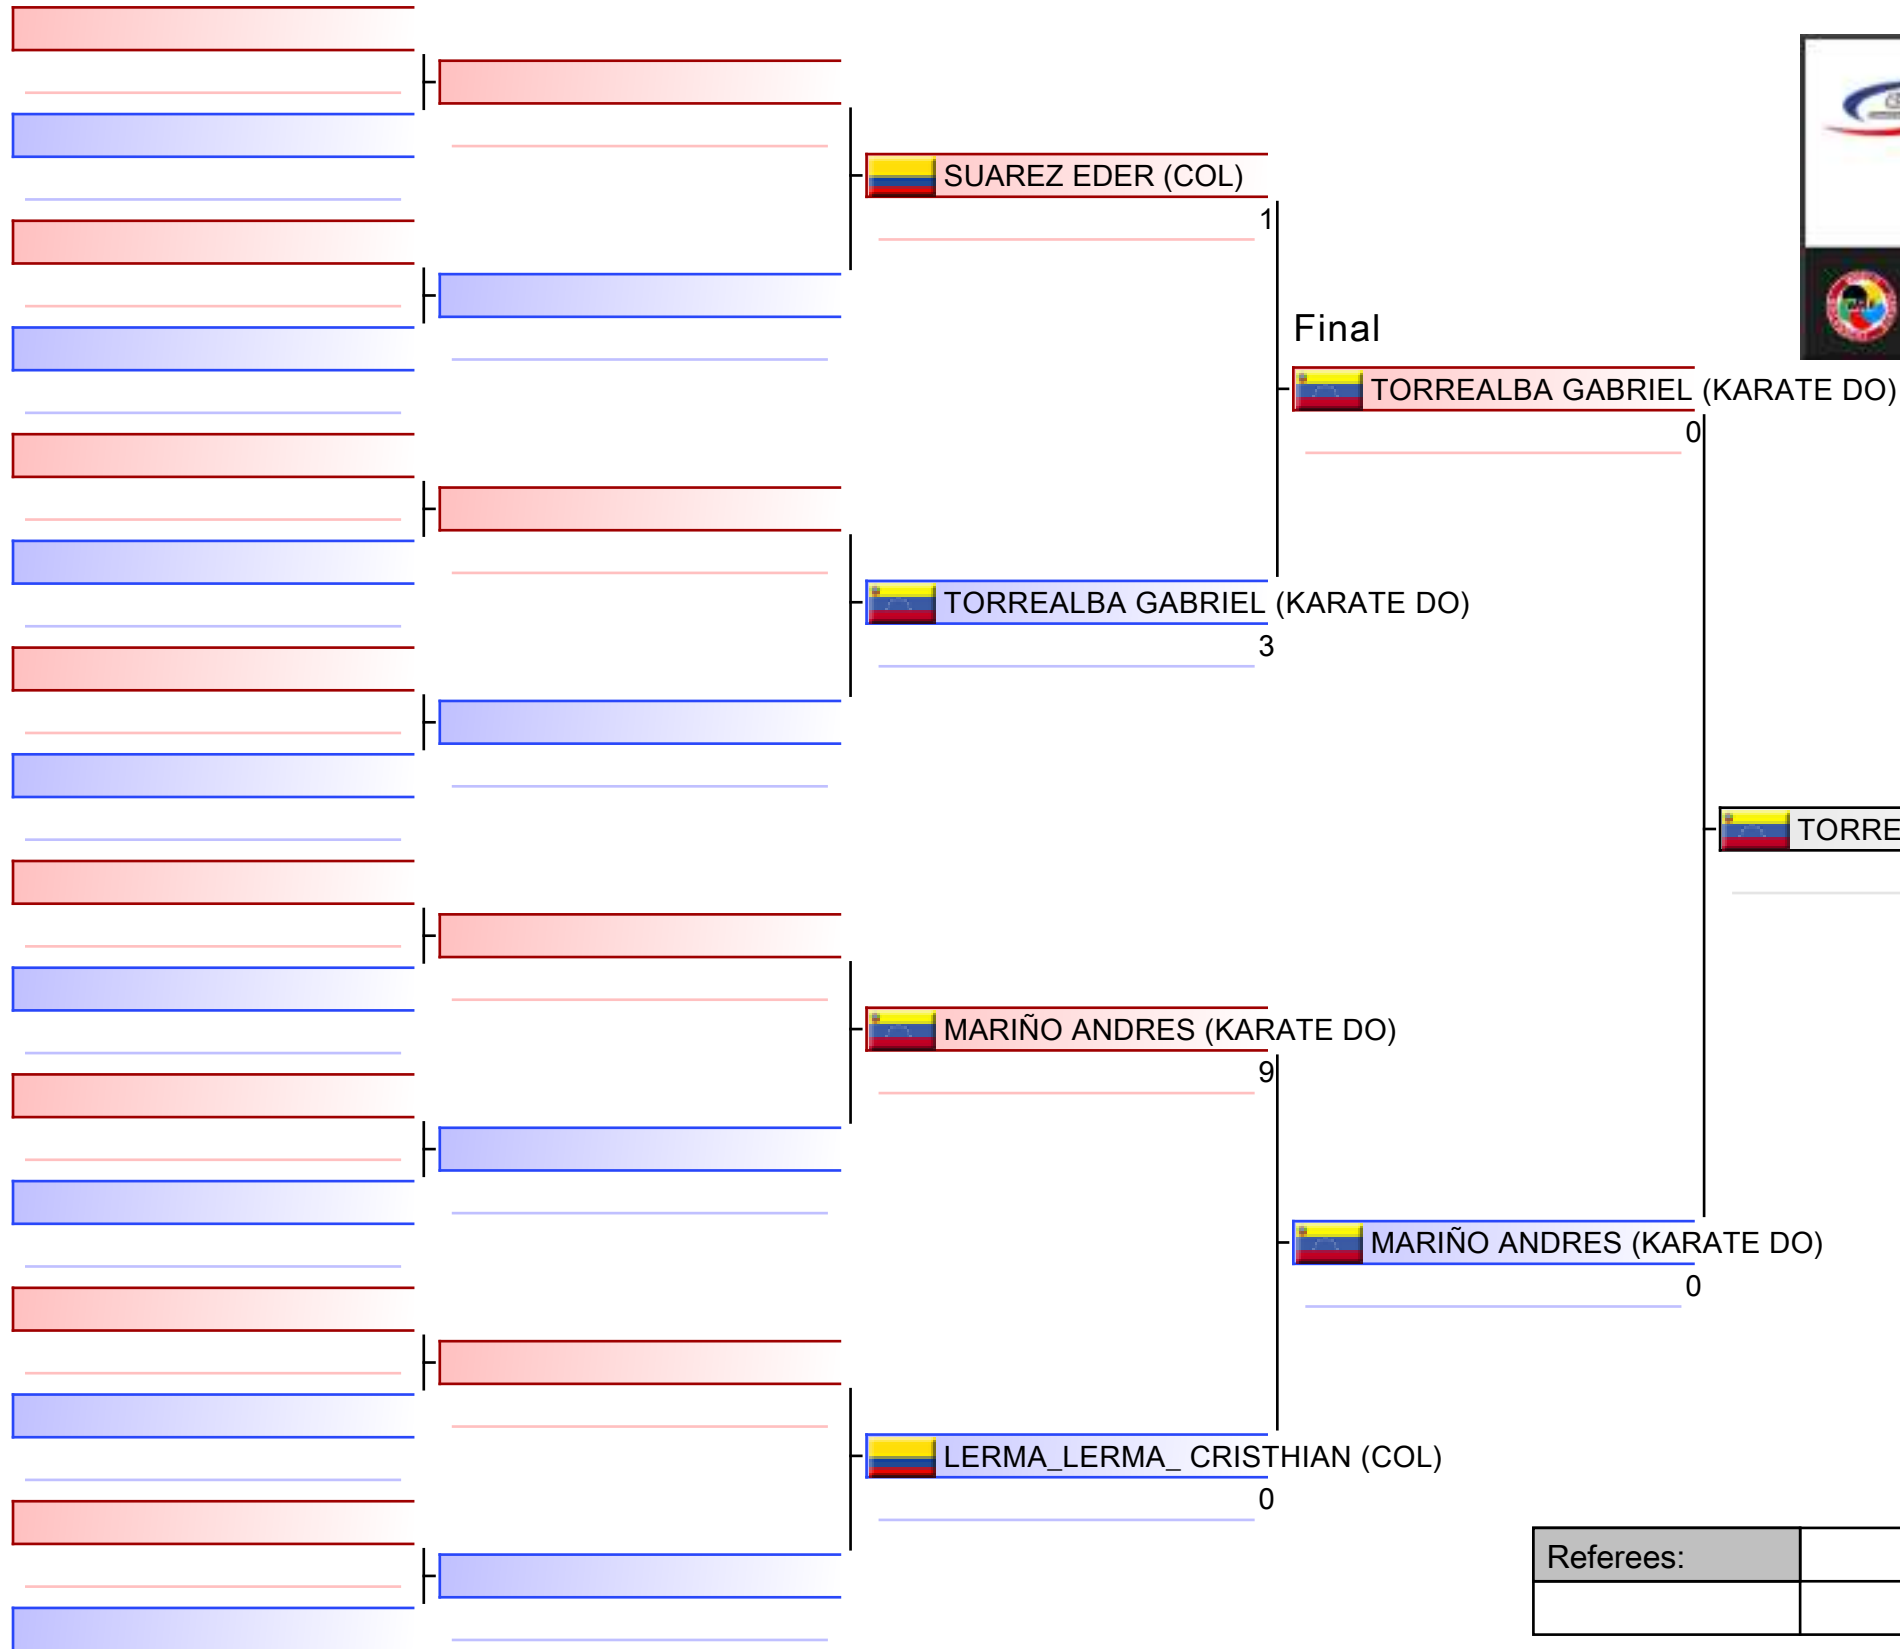 SUAREZ EDER (COL)
1
Final
TORREALBA GABRIEL (KARATE DO)
0
TORREALBA GABRIEL (KARATE DO)
3
TORRE
MARIÑO ANDRES (KARATE DO)
9
MARIÑO ANDRES (KARATE DO)
0
LERMA_LERMA_ CRISTHIAN (COL)
0
Referees: